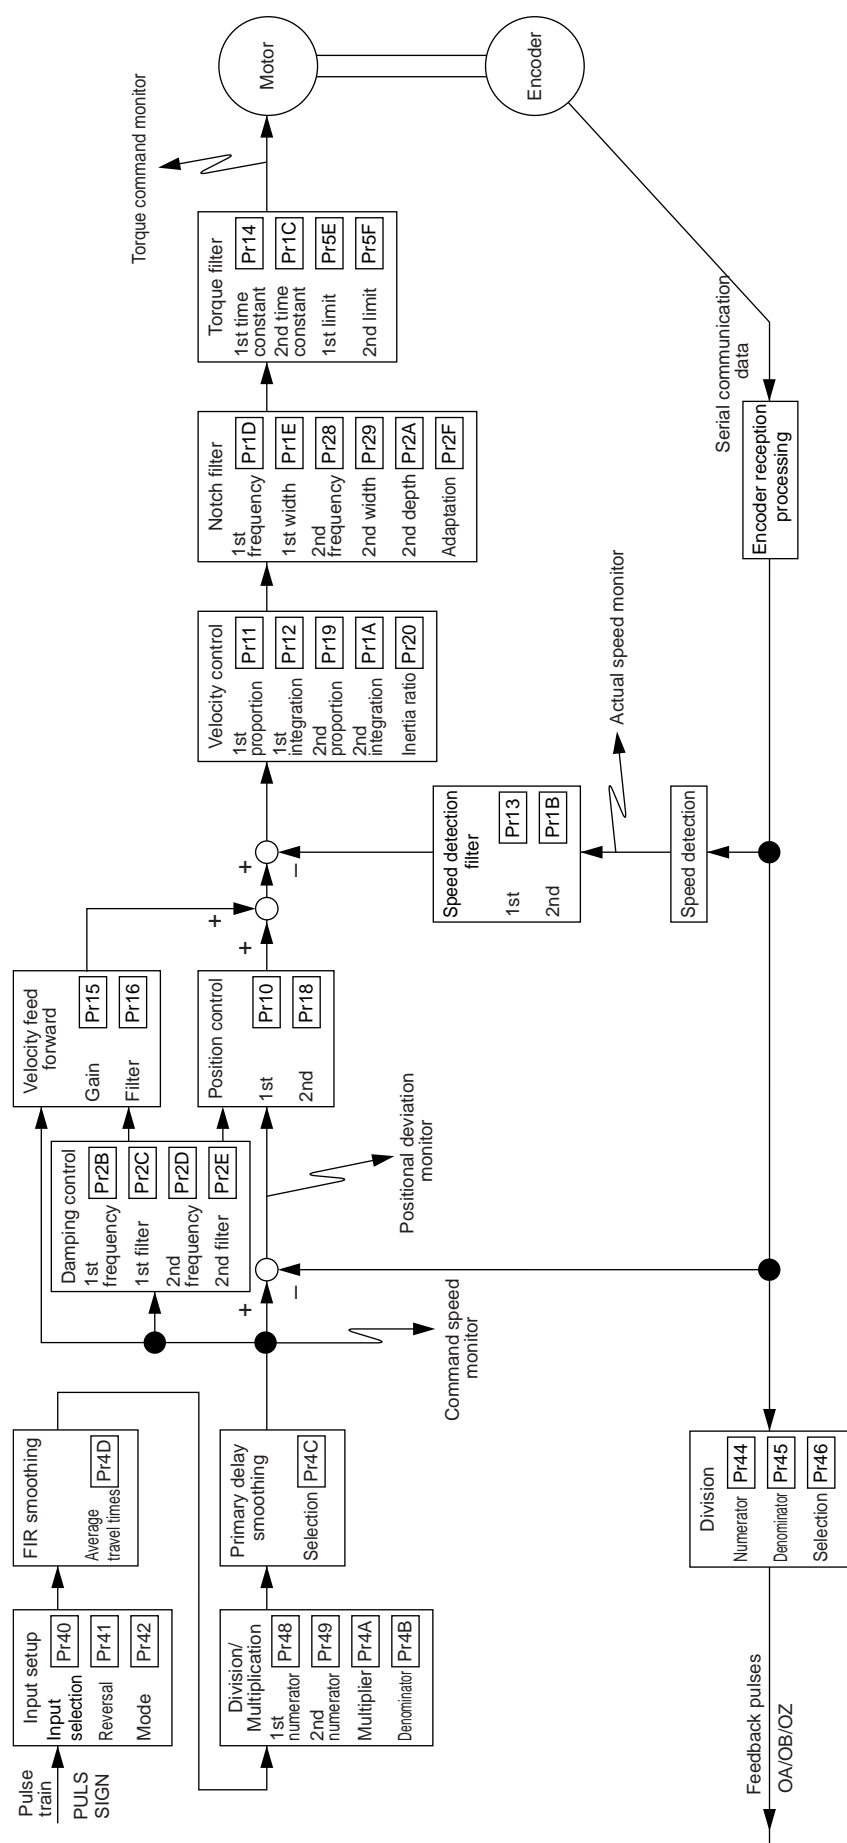 Pulse
train
PULS
SIGN
Input setup
Input
selection
Pr40
Reversal
Pr41
Mode
Pr42
FIR smoothing
Average
travel times
Pr4D
Division/
Multiplication
1st
numerator
Pr48
2nd
numerator
Pr49
Multiplier
Pr4A
Denominator
Pr4B
Primary delay
smoothing
Selection
Pr4C
+
−
Command speed
monitor
Damping control
1st
frequency
Pr2B
1st filter
Pr2C
2nd
frequency
Pr2D
2nd filter
Pr2E
Positional deviation
monitor
Velocity feed
forward
Gain
Pr15
Filter
Pr16
Position control
1st
Pr10
2nd
Pr18
+
+
+
−
Velocity control
1st
proportion
Pr11
1st
integration
Pr12
2nd
proportion
Pr19
2nd
integration
Pr1A
Inertia ratio
Pr20
Notch filter
1st
frequency
Pr1D
1st width
Pr1E
2nd
frequency
Pr28
2nd width
Pr29
2nd depth
Pr2A
Adaptation
Pr2F
Torque filter
1st time
constant
Pr14
2nd time
constant
Pr1C
1st limit
Pr5E
2nd limit
Pr5F
Torque command monitor
Motor
Encoder
Serial communication
data
Encoder reception
processing
Speed detection
Actual speed monitor
Speed detection
filter
1st
Pr13
2nd
Pr1B
Division
Numerator
Pr44
Denominator
Pr45
Selection
Pr46
Feedback pulses
OA/OB/OZ